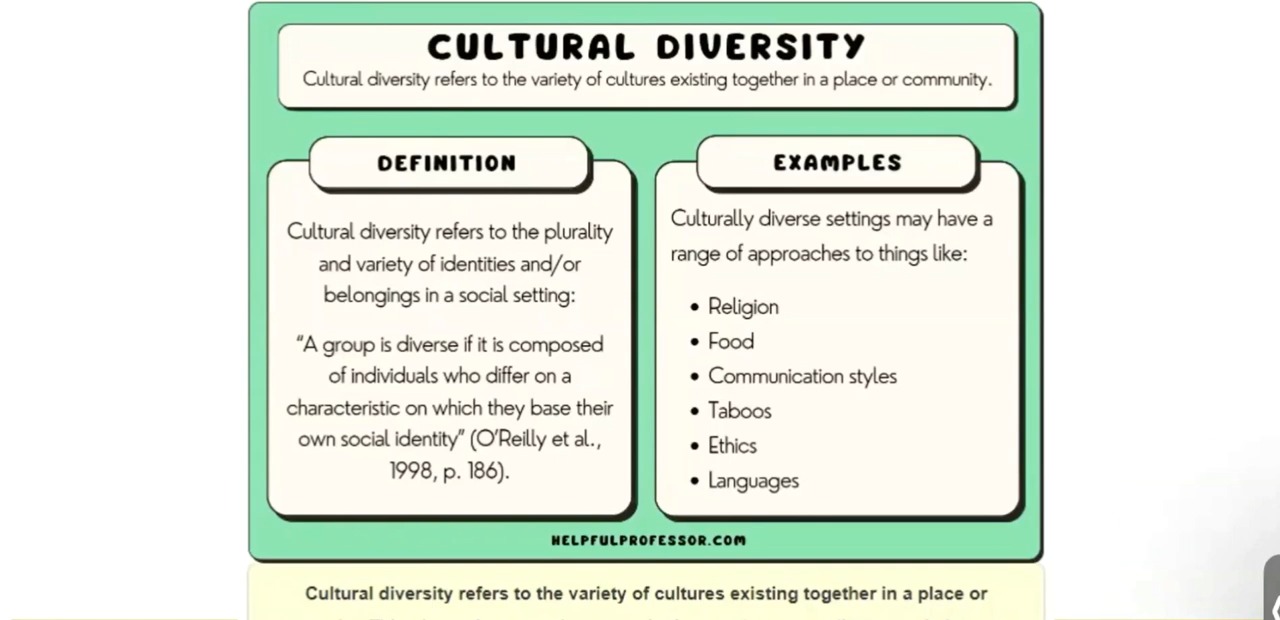 CULTURAL DIVERSITY
Cultural diversity refers to the variety of cultures existing together in a place or community.
DEFINITION
Cultural diversity refers to the plurality
and variety of identities and/or
belongings in a social setting:
“A group is diverse if it is composed
of individuals who differ on a
characteristic on which they base their
own social identity” (O'Reilly et al.,
1998, p. 186).
EXAMPLES
Culturally diverse settings may have a
range of approaches to things like:
• Religion
• Food
• Communication styles
• Taboos
• Ethics
• Languages
HELPFULPROFESSOR.COM
Cultural diversity refers to the variety of cultures existing together in a place or